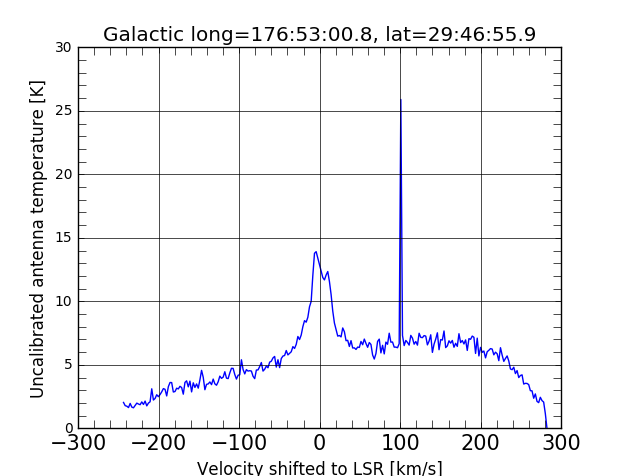 Galactic long=176:53:00.8, lat=29:46:55.9
30
25
20
15
10
5
0
Uncalibrated antenna temperature [K]
−300 −200 −100 0 100 200 300
Velocity shifted to LSR [km/s]